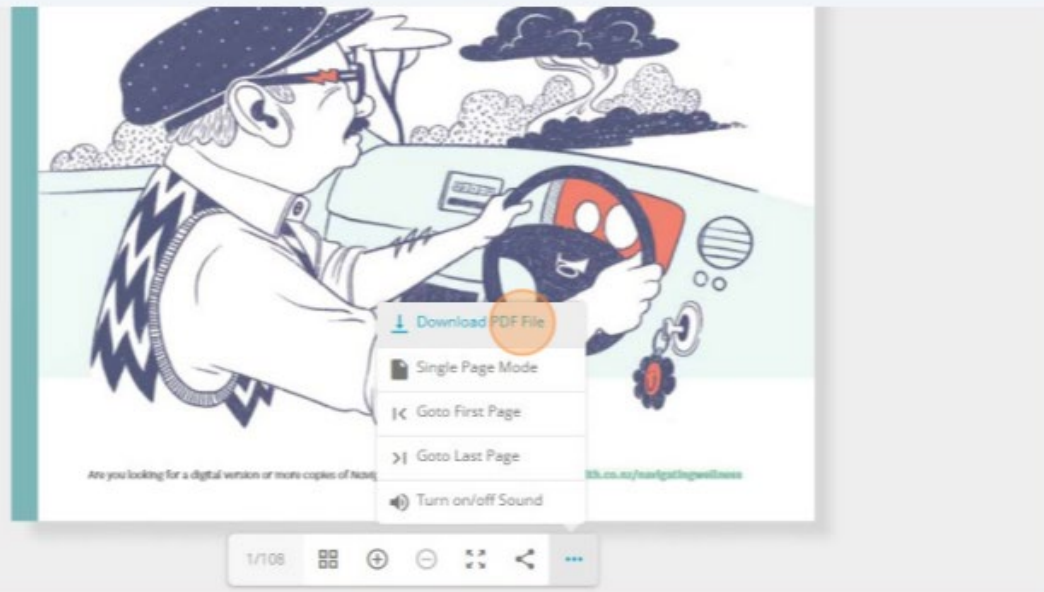 Download PDF File
Single Page Mode
Goto First Page
Goto Last Page
Are you looking for a digital version or more copies of Navig th.co.nz/navigatingwellness
Turn on/off Sound
1/108